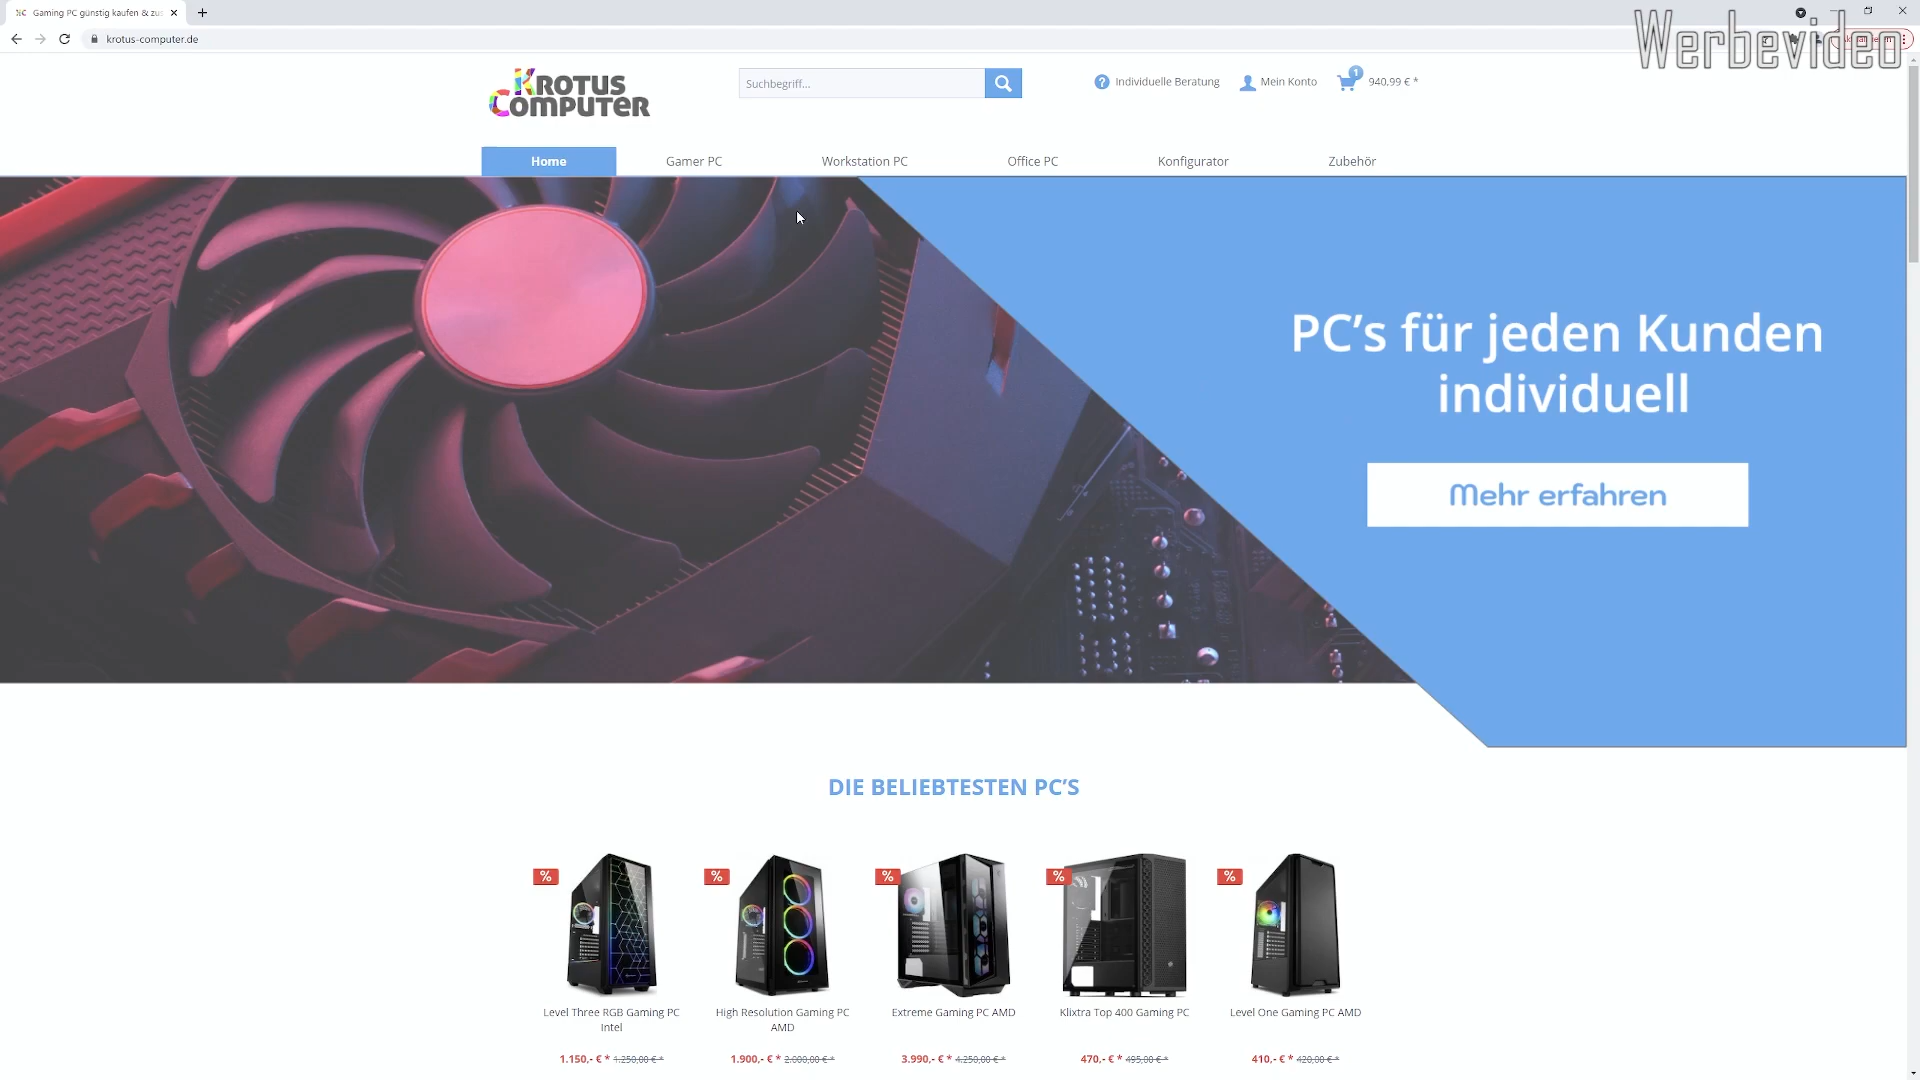 Gaming PC günstig kaufen & zus
krotus-computer.de
Werbevideo
KROTUS
COMPUTER
Suchbegriff...
Individuelle Beratung
Mein Konto
1
940,99 € *
Home
Gamer PC
Workstation PC
Office PC
Konfigurator
Zubehör
PC’s für jeden Kunden
individuell
Mehr erfahren
DIE BELIEBTESTEN PC’S
%
%
%
%
%
Level Three RGB Gaming PC
Intel
High Resolution Gaming PC
AMD
Extreme Gaming PC AMD
Klixtra Top 400 Gaming PC
Level One Gaming PC AMD
1.150,- € * 1.250,00 € *
1.900,- € * 2.000,00 € *
3.990,- € * 4.250,00 € *
470,- € * 495,00 € *
410,- € * 420,00 € *